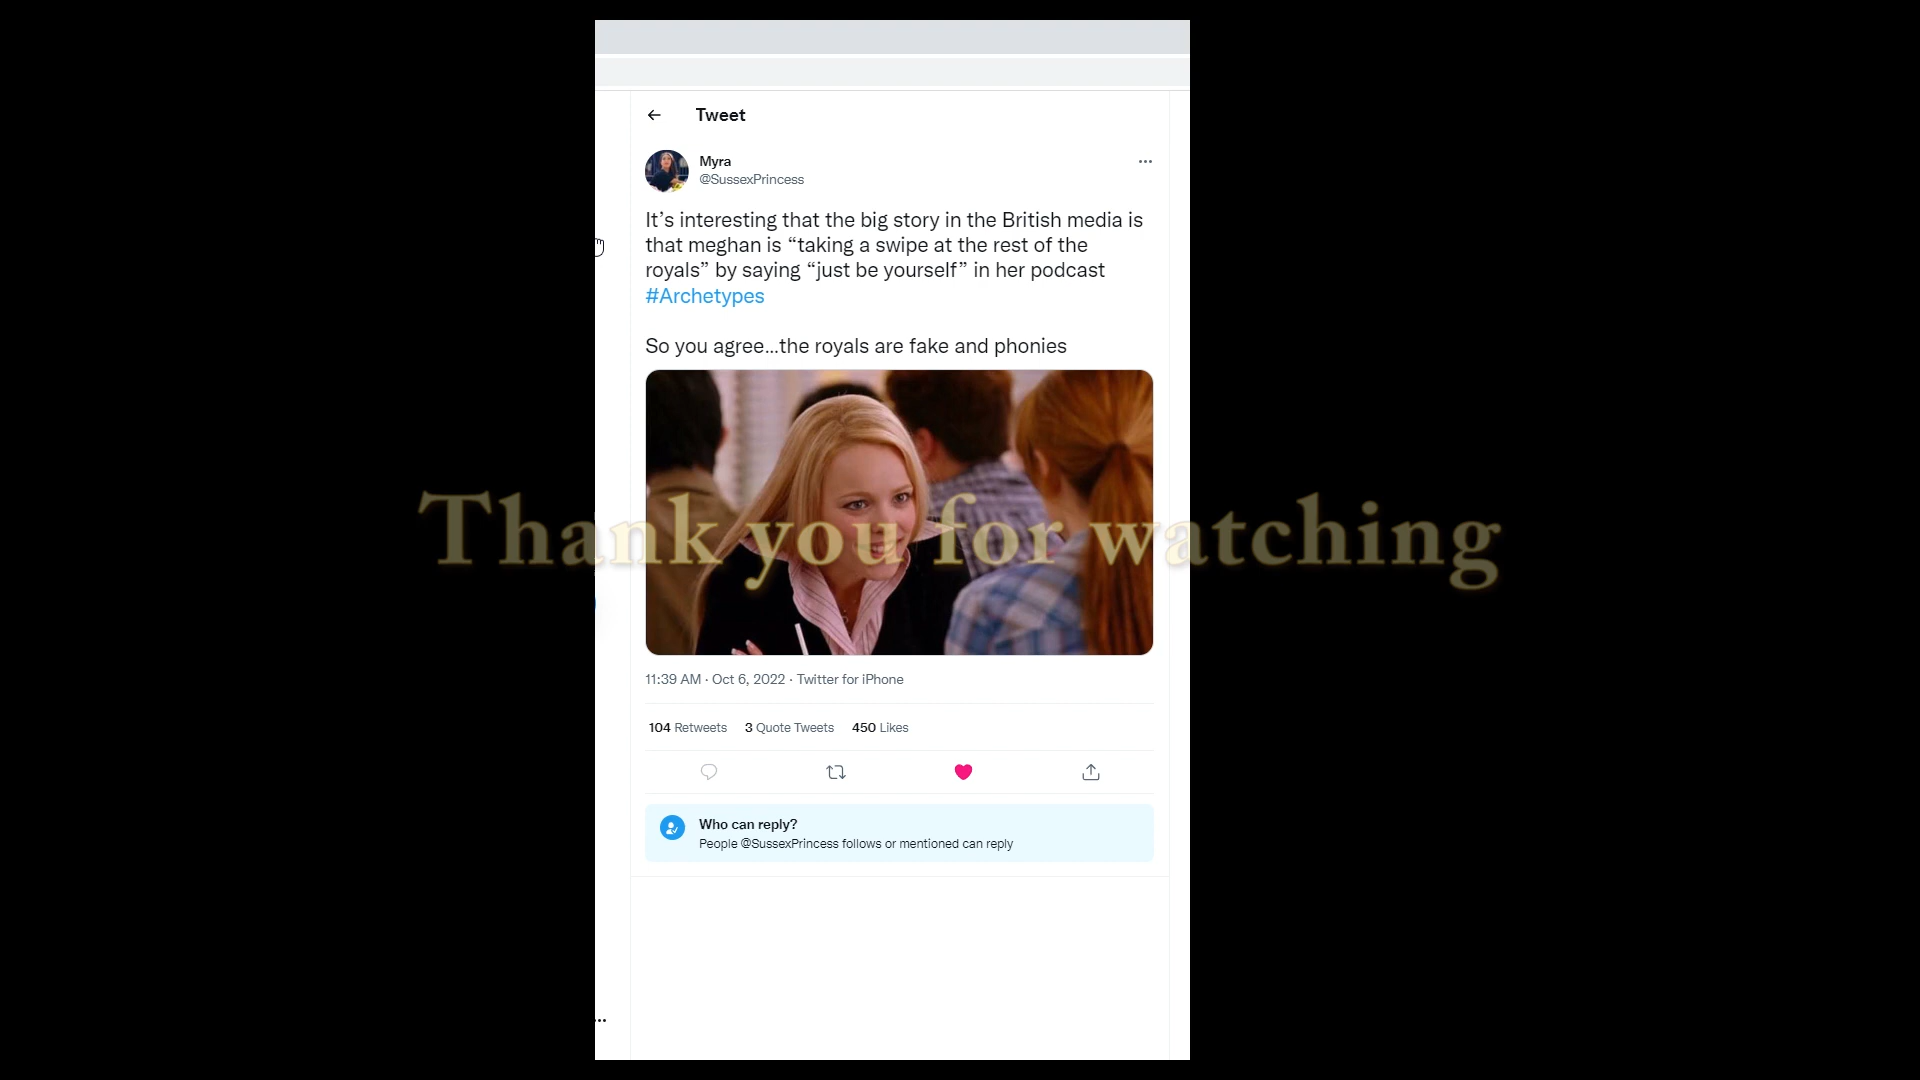 Tweet
Myra
@SussexPrincess
It’s interesting that the big story in the British media is
that meghan is “taking a swipe at the rest of the
royals” by saying “just be yourself” in her podcast
#Archetypes
So you agree...the royals are fake and phonies
Thank you for watching
11:39 AM · Oct 6, 2022 · Twitter for iPhone
104 Retweets 3 Quote Tweets 450 Likes
Who can reply?
People @SussexPrincess follows or mentioned can reply